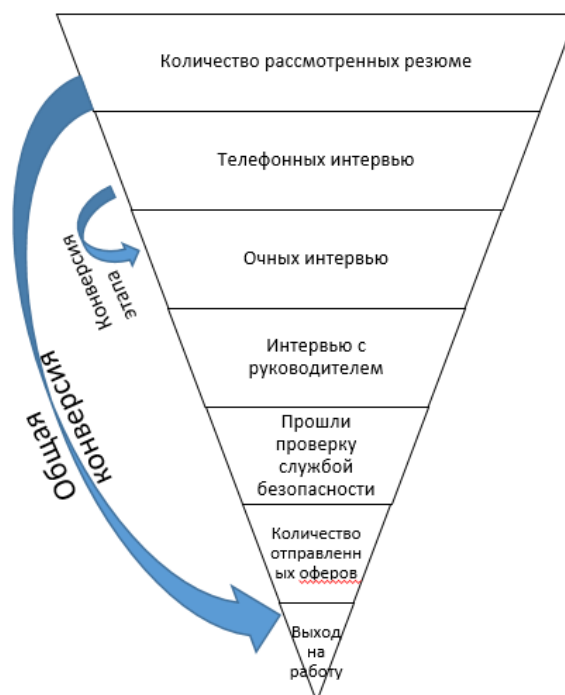 Количество рассмотренных резюме
Телефонных интервью
Очных интервью
Интервью с
руководителем
Прошли
проверку
службой
безопасности
Количество
отправленн
ых оферов
Выход
на
работу
Конверсия
этапа
Общая
конверсия